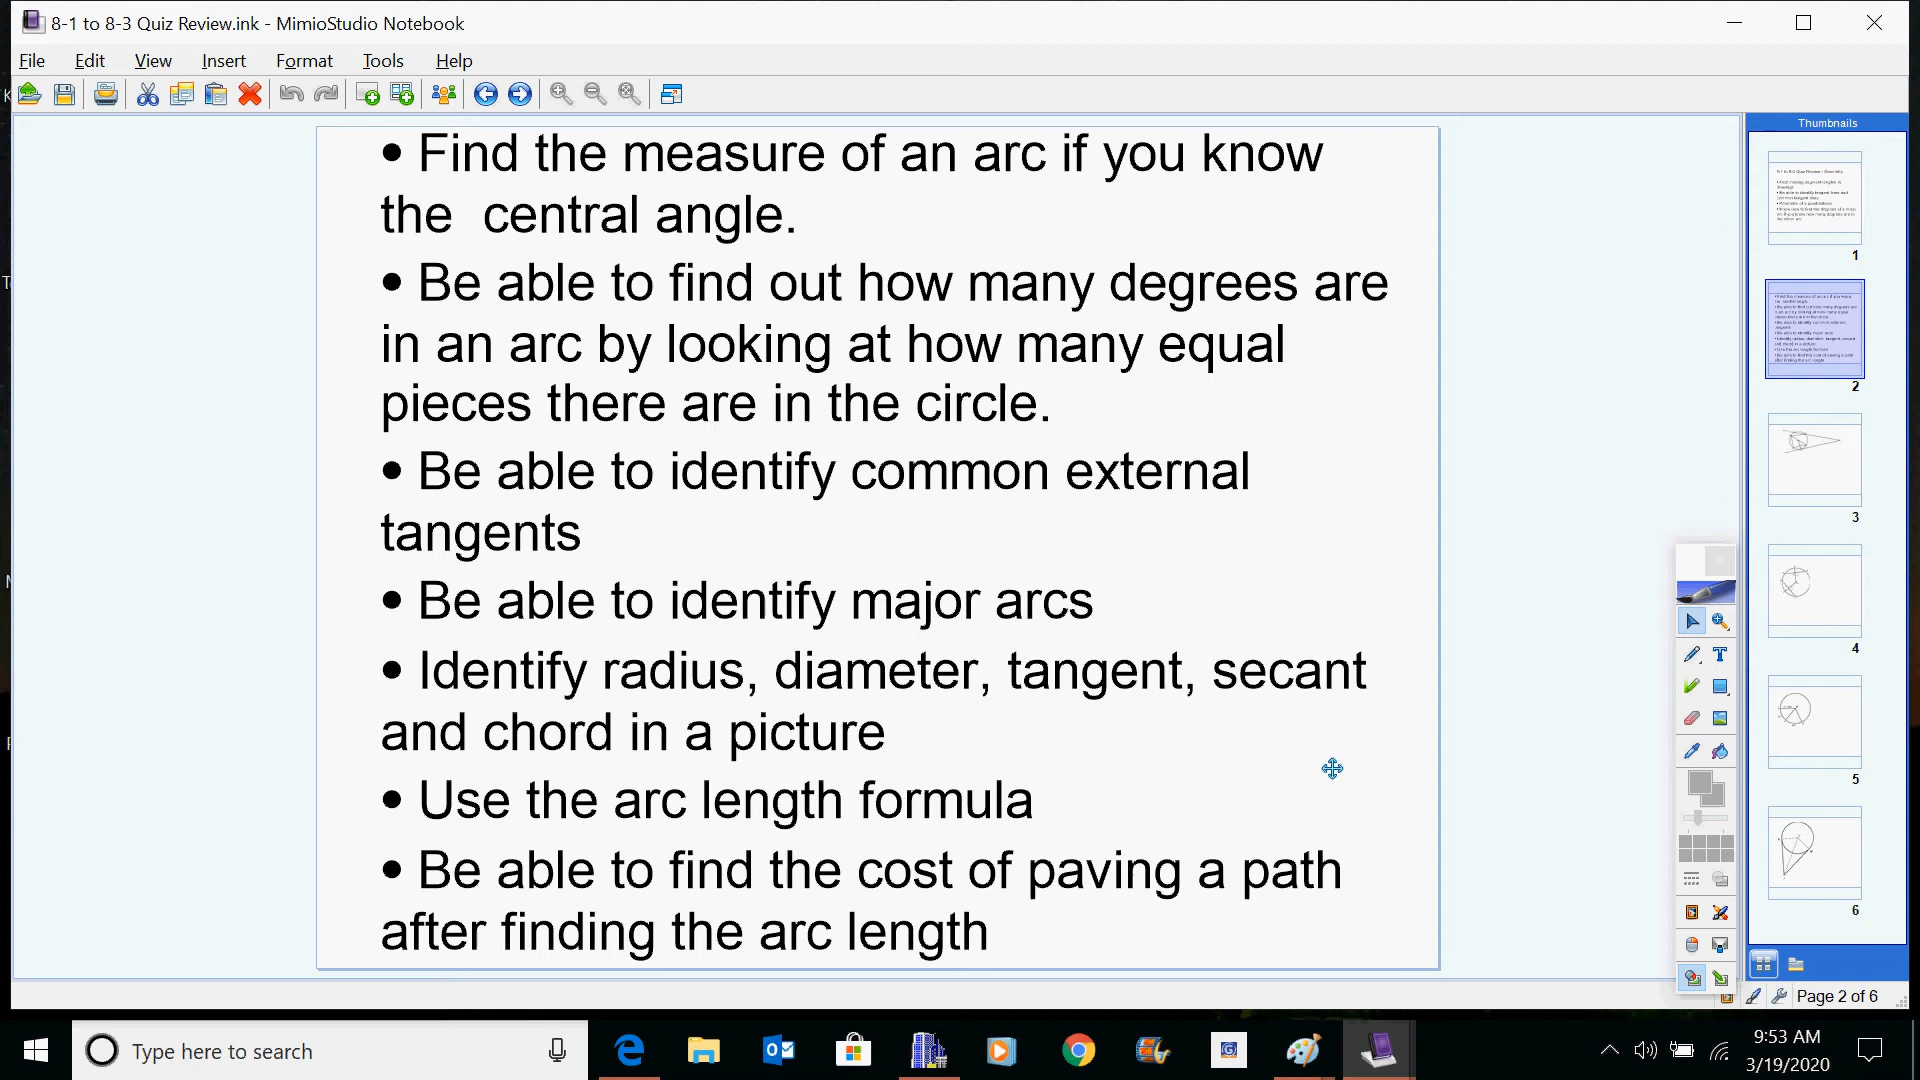 8-1 to 8-3 Quiz Review.ink - MimioStudio Notebook
File Edit View Insert Format Tools Help
Thumbnails
• Find the measure of an arc if you know
the central angle.
• Be able to find out how many degrees are
in an arc by looking at how many equal
pieces there are in the circle.
• Be able to identify common external
tangents
• Be able to identify major arcs
• Identify radius, diameter, tangent, secant
and chord in a picture
• Use the arc length formula
• Be able to find the cost of paving a path
after finding the arc length
1
2
3
4
5
6
Page 2 of 6
Type here to search
9:53 AM
3/19/2020